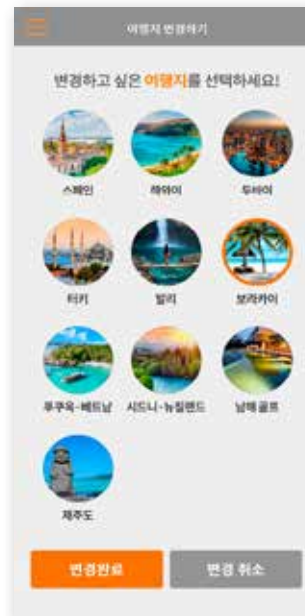 여행지 변경하기
변경하고 싶은 여행지를 선택하세요!
스페인 하와이 두바이
터키 발리 보라카이
푸쿠옥·베트남 시드니·뉴질랜드 남해 골프
제주도
변경완료 변경 취소